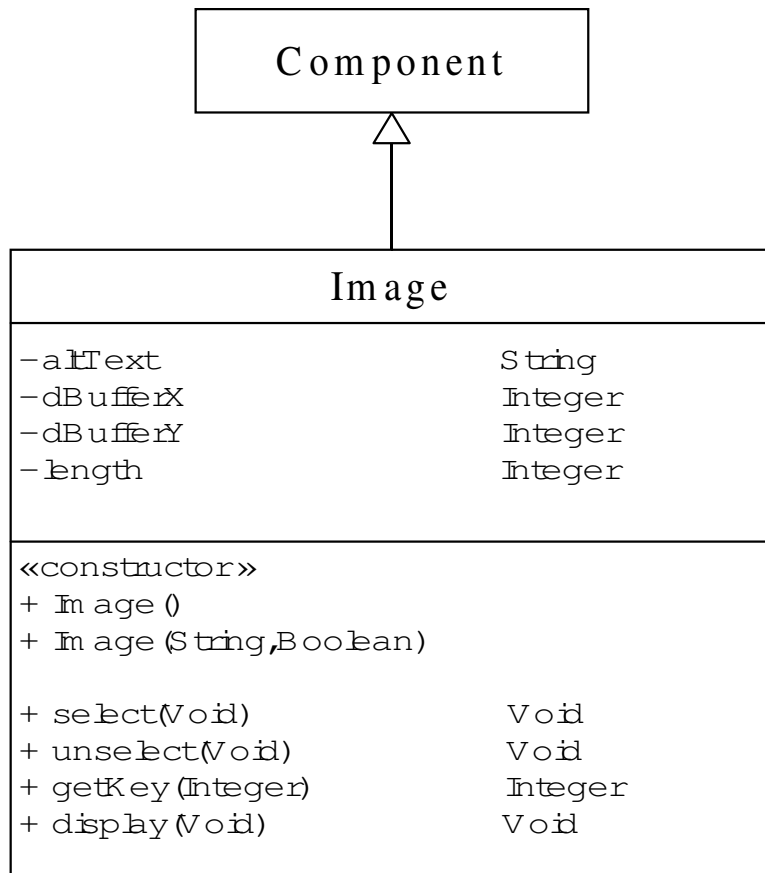 Component
Image
-altText String
-dBufferX Integer
-dBufferY Integer
-length Integer
«constructor»
+ Image()
+ Image(String,Boolean)
+ select(Void) Void
+ unselect(Void) Void
+ getKey(Integer) Integer
+ display(Void) Void